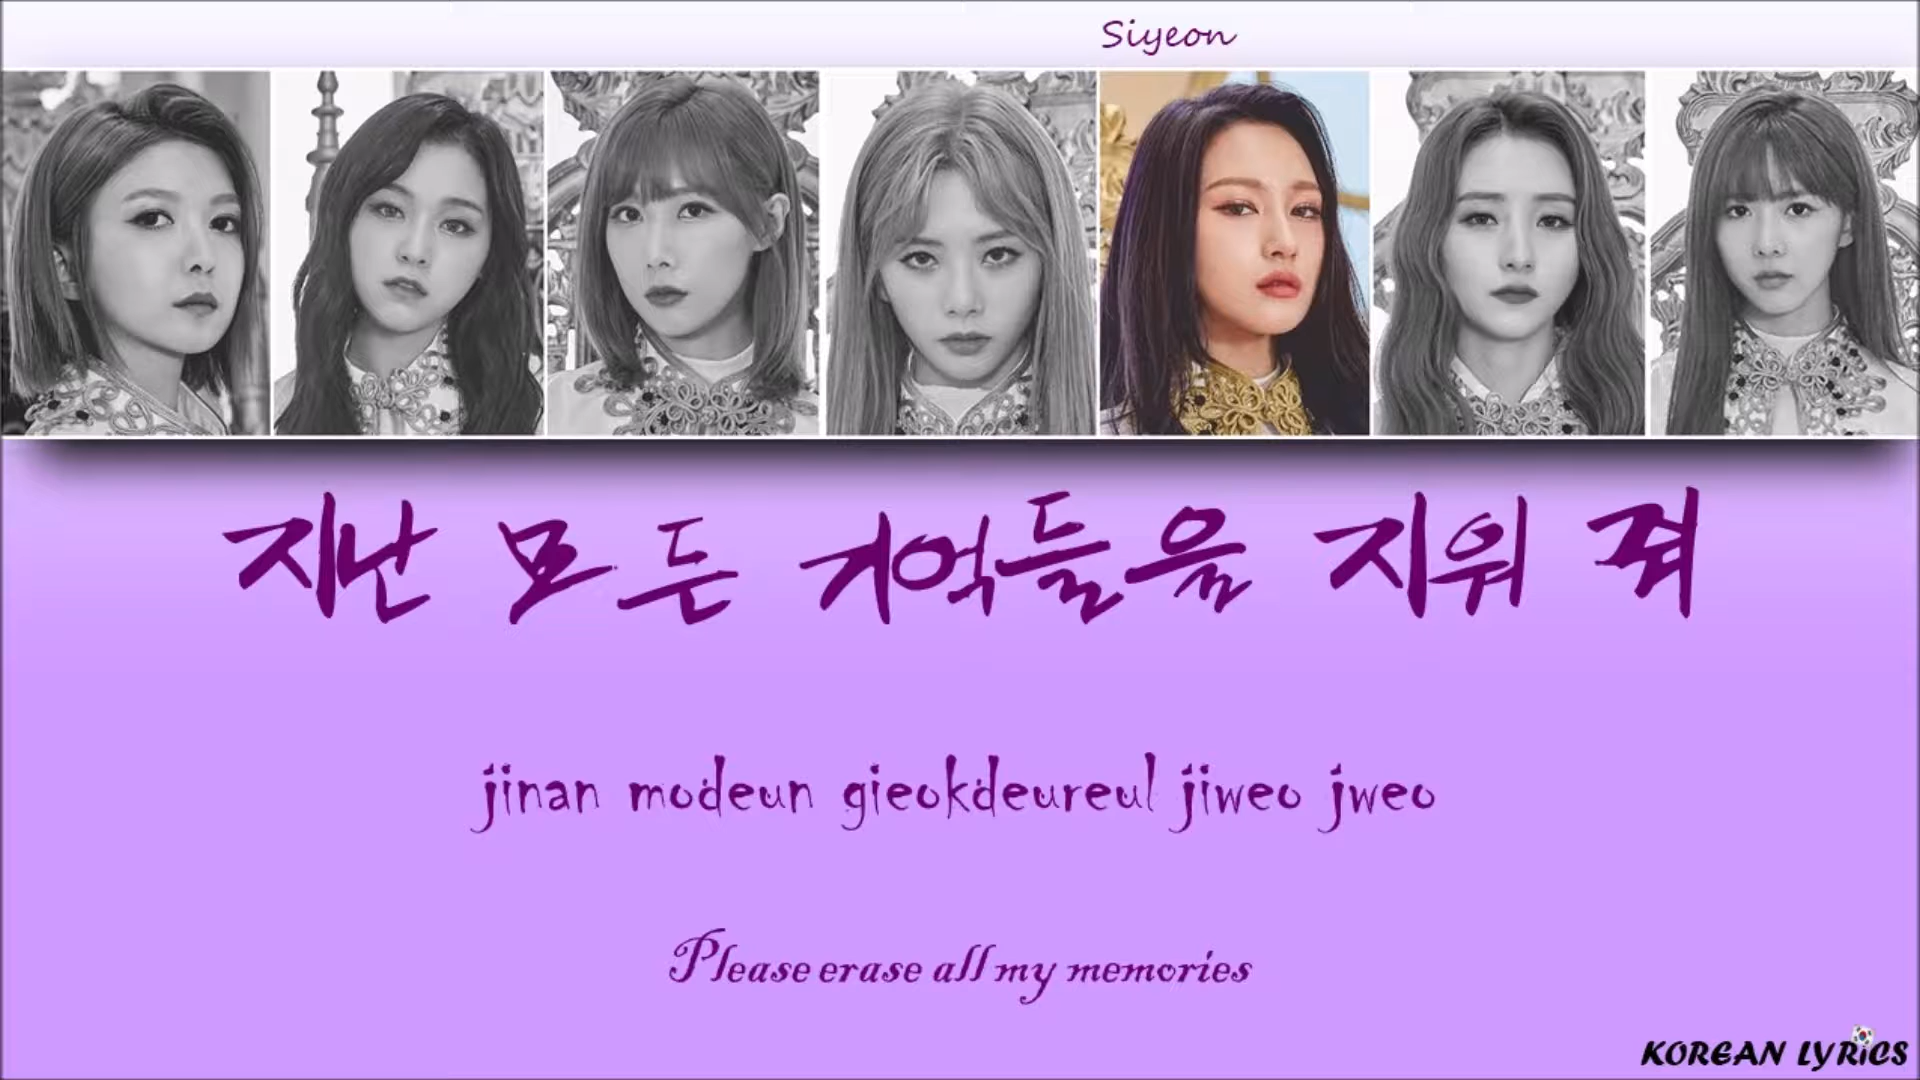 Siyeon
지난 모든 기억들을 지워 줘
jinan modeun gieokdeureul jiweo jweo
Please erase all my memories
KOREAN LYRICS